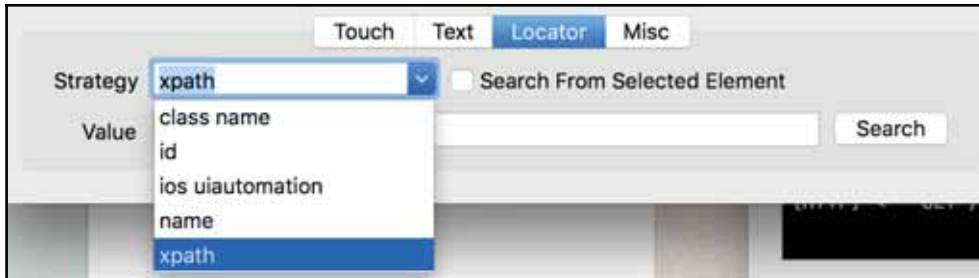 Touch Text Locator Misc
Strategy xpath Search From Selected Element
class name
Value Search
id
ios uiautomation
name
xpath